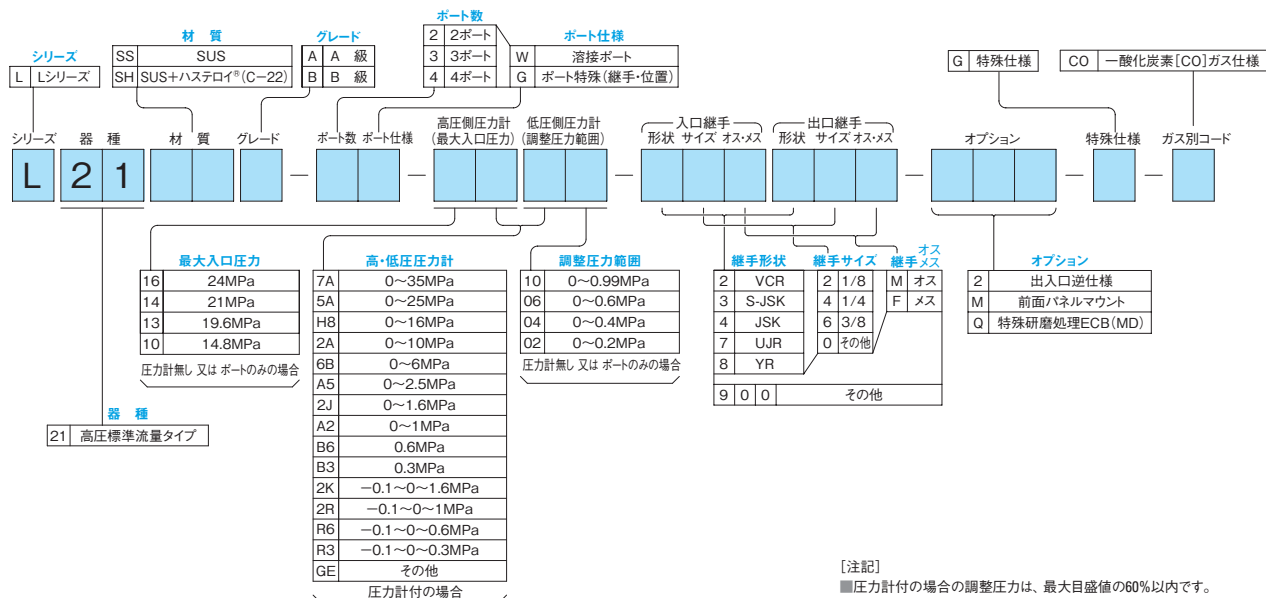 ポート数
2 2ポート
3 3ポート
4 4ポート
ポート仕様
W 溶接ポート
G ポート特殊(継手・位置)
材 質
SS SUS
SH SUS+ハステロイ®(C-22)
グレード
A A 級
B B 級
シリーズ
L Lシリーズ
G 特殊仕様
CO 一酸化炭素[CO]ガス仕様
シリーズ 器 種 材 質 グレード ポート数 ポート仕様
高圧側圧力計
(最大入口圧力)
低圧側圧力計
(調整圧力範囲)
入口継手
形状 サイズ オス・メス
出口継手
形状 サイズ オス・メス
オプション 特殊仕様 ガス別コード
L 2 1 — — — — — —
最大入口圧力
16 24MPa
14 21MPa
13 19.6MPa
10 14.8MPa
圧力計無し 又は ポートのみの場合
器 種
21 高圧標準流量タイプ
高・低圧圧力計
7A 0~35MPa
5A 0~25MPa
H8 0~16MPa
2A 0~10MPa
6B 0~6MPa
A5 0~2.5MPa
2J 0~1.6MPa
A2 0~1MPa
B6 0.6MPa
B3 0.3MPa
2K −0.1~0~1.6MPa
2R −0.1~0~1MPa
R6 −0.1~0~0.6MPa
R3 −0.1~0~0.3MPa
GE その他
圧力計付の場合
調整圧力範囲
10 0~0.99MPa
06 0~0.6MPa
04 0~0.4MPa
02 0~0.2MPa
圧力計無し 又は ポートのみの場合
継手形状
2 VCR
3 S-JSK
4 JSK
7 UJR
8 YR
9 0 0 その他
継手サイズ
2 1/8
4 1/4
6 3/8
0 その他
オス
継手メス
M オス
F メス
オプション
2 出入口逆仕様
M 前面パネルマウント
Q 特殊研磨処理ECB(MD)
[注記]
■圧力計付の場合の調整圧力は、最大目盛値の60%以内です。